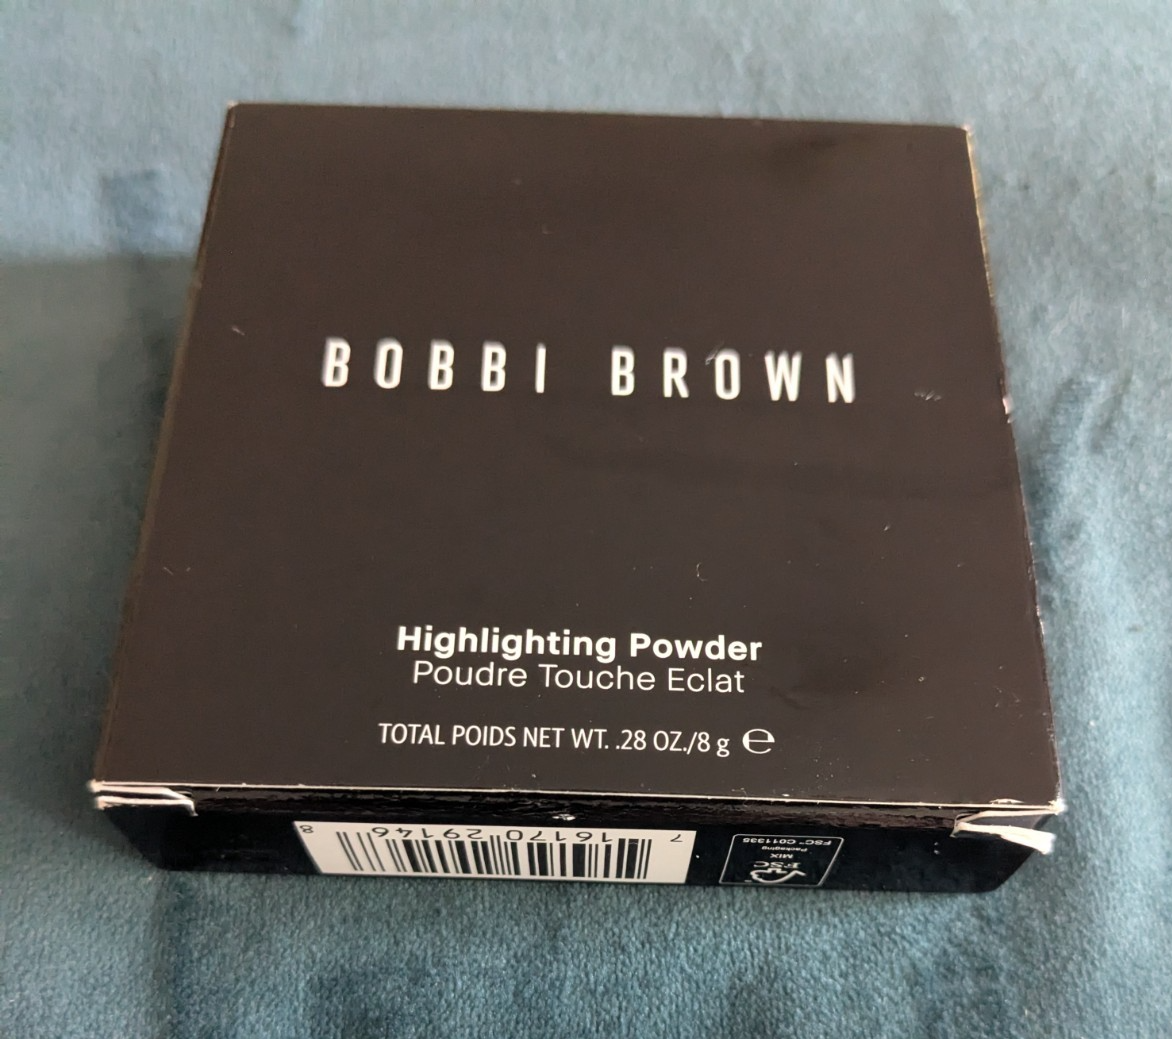 BOBBI BROWN
Highlighting Powder
Poudre Touche Eclat
TOTAL POIDS NET WT. .28 OZ./8 g ℮
7 16170 29146 8
FSC
MIX
Packaging
FSC™ C011335